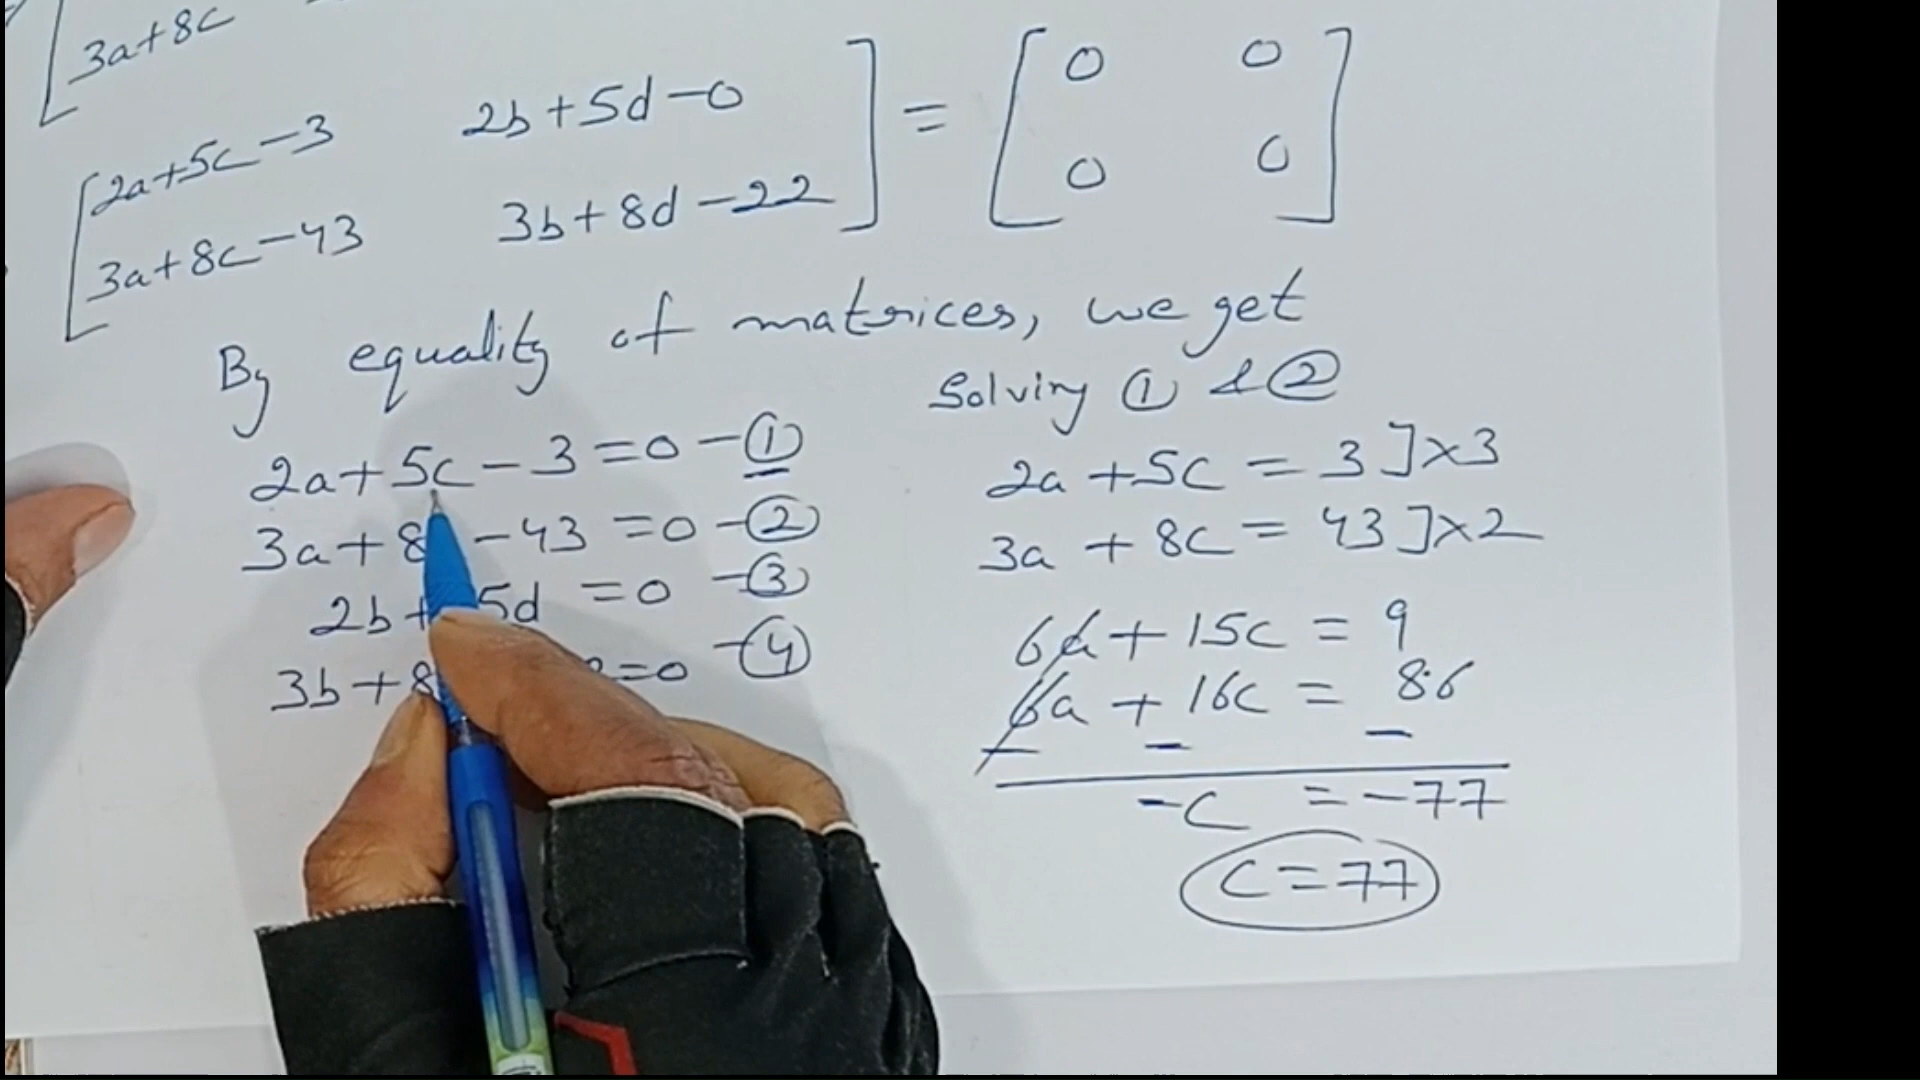 3a+8c
2a+5c-3 2b+5d-0 = 0 0
3a+8c-43 3b+8d-22 0 0
By equality of matrices, we get
2a+5c-3=0-①
3a+8 -43=0-②
2b+ 5d=0-③
3b+8 =0-④
Solving ① & ②
2a+5c=3]×3
3a+8c=43]×2
6a+15c=9
6a+16c=86
- - -
-c=-77
c=77